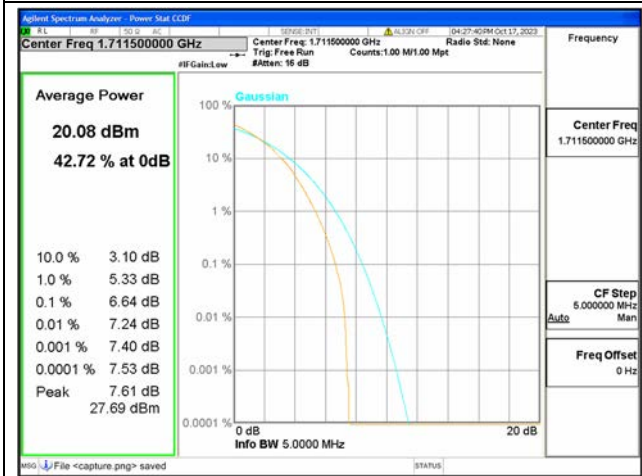 Agilent Spectrum Analyzer - Power Stat CCDF
RL RF 50 Ω AC SENSE:INT ALIGN OFF 04:27:40PM Oct 17, 2023
Center Freq 1.711500000 GHz Center Freq: 1.711500000 GHz Radio Std: None Frequency
Trig: Free Run Counts:1.00 M/1.00 Mpt
#IFGain:Low #Atten: 16 dB
Average Power
20.08 dBm
42.72 % at 0dB
10.0 % 3.10 dB
1.0 % 5.33 dB
0.1 % 6.64 dB
0.01 % 7.24 dB
0.001 % 7.40 dB
0.0001 % 7.53 dB
Peak 7.61 dB
27.69 dBm
Gaussian
100 %
10 %
1 %
0.1 %
0.01 %
0.001 %
0.0001 %
0 dB 20 dB
Info BW 5.0000 MHz
Center Freq
1.711500000 GHz
CF Step
5.000000 MHz
Auto Man
Freq Offset
0 Hz
MSG File <capture.png> saved STATUS